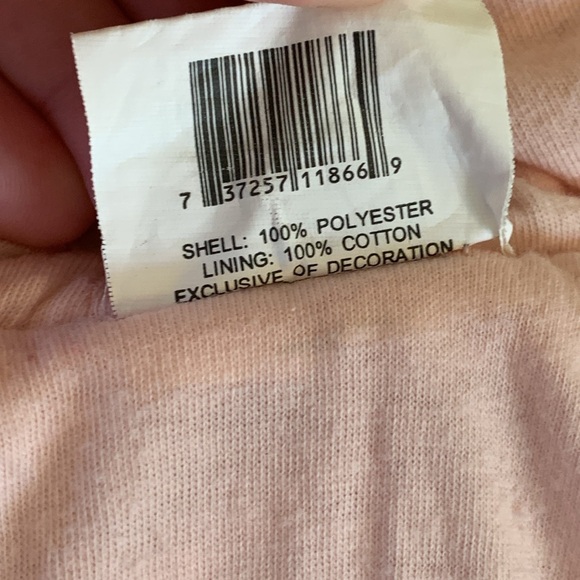 7 37257 11866 9
SHELL: 100% POLYESTER
LINING: 100% COTTON
EXCLUSIVE OF DECORATION